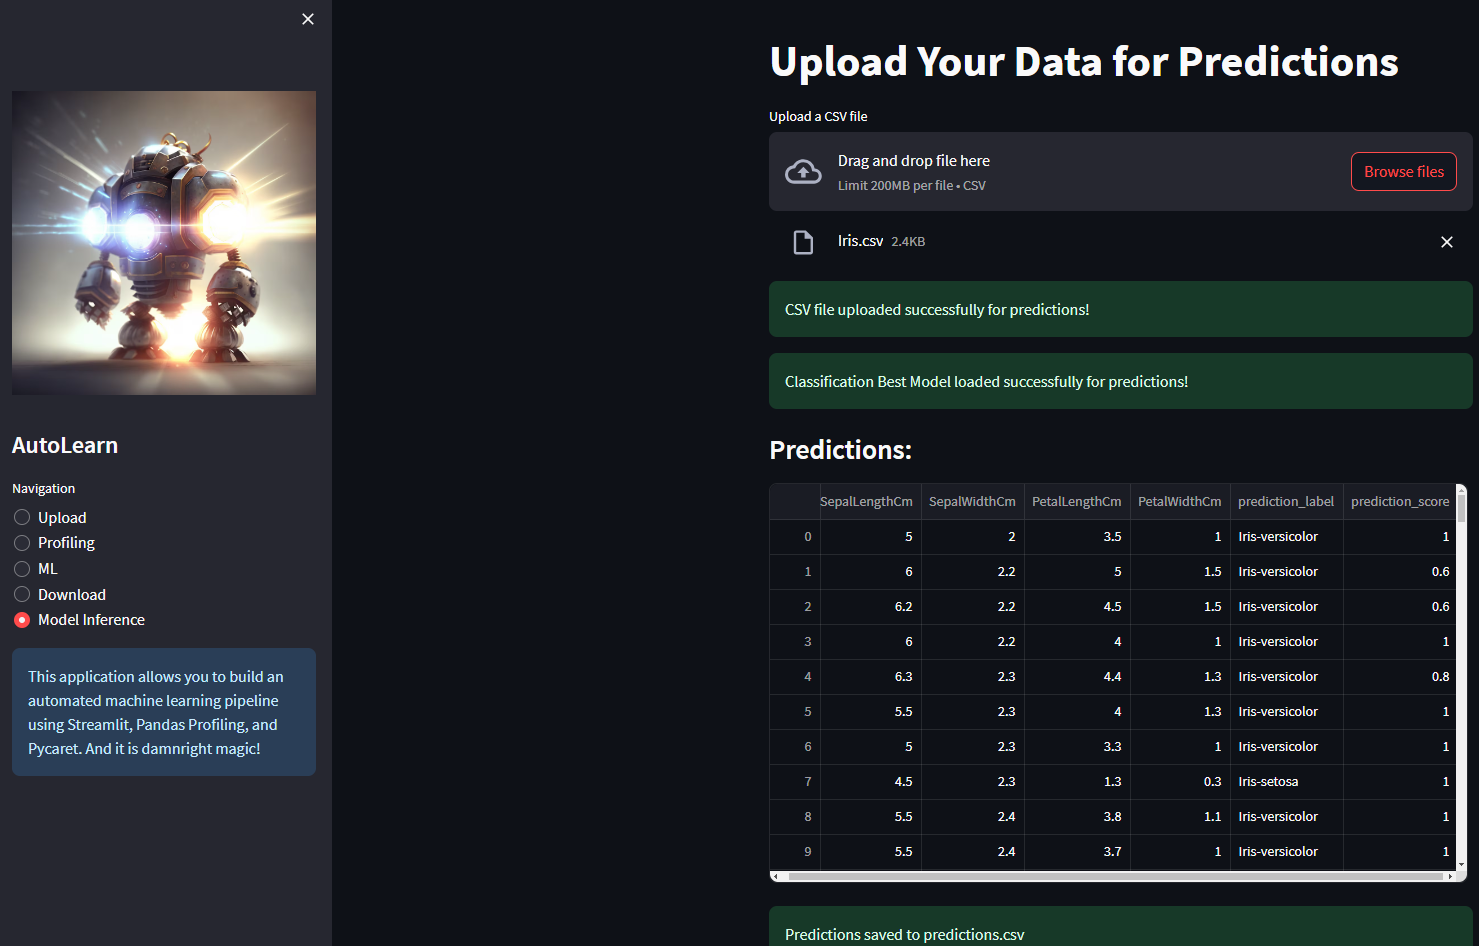 AutoLearn
Navigation
Upload
Profiling
ML
Download
Model Inference
This application allows you to build an
automated machine learning pipeline
using Streamlit, Pandas Profiling, and
Pycaret. And it is damnright magic!
Upload Your Data for Predictions
Upload a CSV file
Drag and drop file here
Limit 200MB per file • CSV
Browse files
Iris.csv 2.4KB
CSV file uploaded successfully for predictions!
Classification Best Model loaded successfully for predictions!
Predictions:
SepalLengthCm SepalWidthCm PetalLengthCm PetalWidthCm prediction_label prediction_score
0 5 2 3.5 1 Iris-versicolor 1
1 6 2.2 5 1.5 Iris-versicolor 0.6
2 6.2 2.2 4.5 1.5 Iris-versicolor 0.6
3 6 2.2 4 1 Iris-versicolor 1
4 6.3 2.3 4.4 1.3 Iris-versicolor 0.8
5 5.5 2.3 4 1.3 Iris-versicolor 1
6 5 2.3 3.3 1 Iris-versicolor 1
7 4.5 2.3 1.3 0.3 Iris-setosa 1
8 5.5 2.4 3.8 1.1 Iris-versicolor 1
9 5.5 2.4 3.7 1 Iris-versicolor 1
Predictions saved to predictions.csv